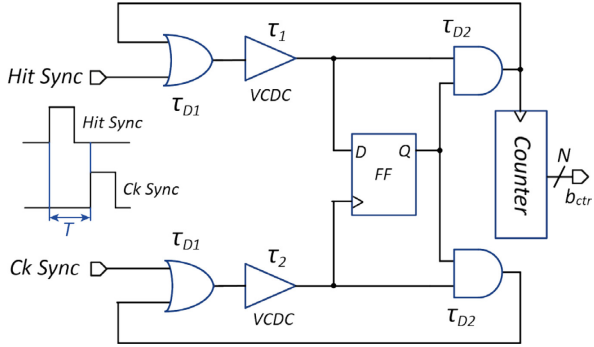 τ1
τD2
Hit Sync
τD1
VCDC
Hit Sync
Ck Sync
T
D
Q
FF
Counter
N
bctr
τD1
τ2
Ck Sync
VCDC
τD2